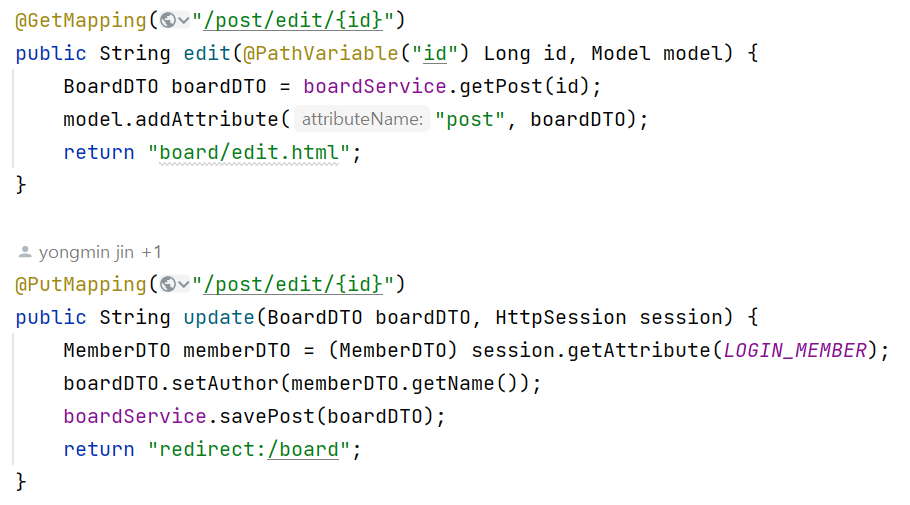 @GetMapping("/post/edit/{id}")
public String edit(@PathVariable("id") Long id, Model model) {
BoardDTO boardDTO = boardService.getPost(id);
model.addAttribute( attributeName: "post", boardDTO);
return "board/edit.html";
}
yongmin jin +1
@PutMapping("/post/edit/{id}")
public String update(BoardDTO boardDTO, HttpSession session) {
MemberDTO memberDTO = (MemberDTO) session.getAttribute(LOGIN_MEMBER);
boardDTO.setAuthor(memberDTO.getName());
boardService.savePost(boardDTO);
return "redirect:/board";
}